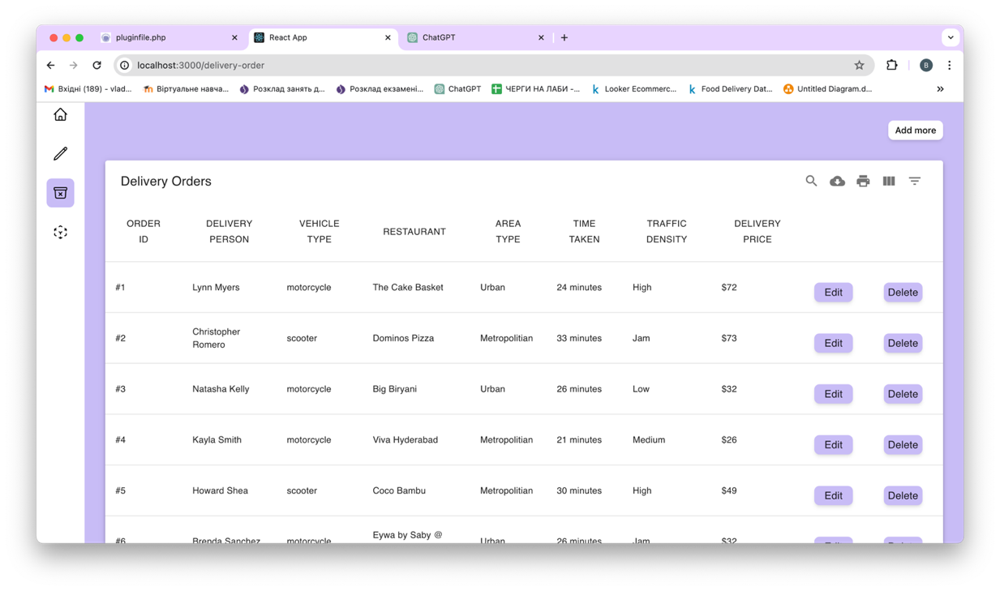 pluginfile.php
React App
ChatGPT
localhost:3000/delivery-order
B
Вхідні (189) - vlad...
Віртуальне навча...
Розклад занять д...
Розклад екзамені...
ChatGPT
ЧЕРГИ НА ЛАБИ -...
Looker Ecommerc...
Food Delivery Dat...
Untitled Diagram.d...
Add more
Delivery Orders
ORDER ID
DELIVERY PERSON
VEHICLE TYPE
RESTAURANT
AREA TYPE
TIME TAKEN
TRAFFIC DENSITY
DELIVERY PRICE
#1 Lynn Myers motorcycle The Cake Basket Urban 24 minutes High $72 Edit Delete
#2 Christopher Romero scooter Dominos Pizza Metropolitian 33 minutes Jam $73 Edit Delete
#3 Natasha Kelly motorcycle Big Biryani Urban 26 minutes Low $32 Edit Delete
#4 Kayla Smith motorcycle Viva Hyderabad Metropolitian 21 minutes Medium $26 Edit Delete
#5 Howard Shea scooter Coco Bambu Metropolitian 30 minutes High $49 Edit Delete
#6 Brenda Sanchez motorcycle Eywa by Saby @ Urban 26 minutes Jam $32